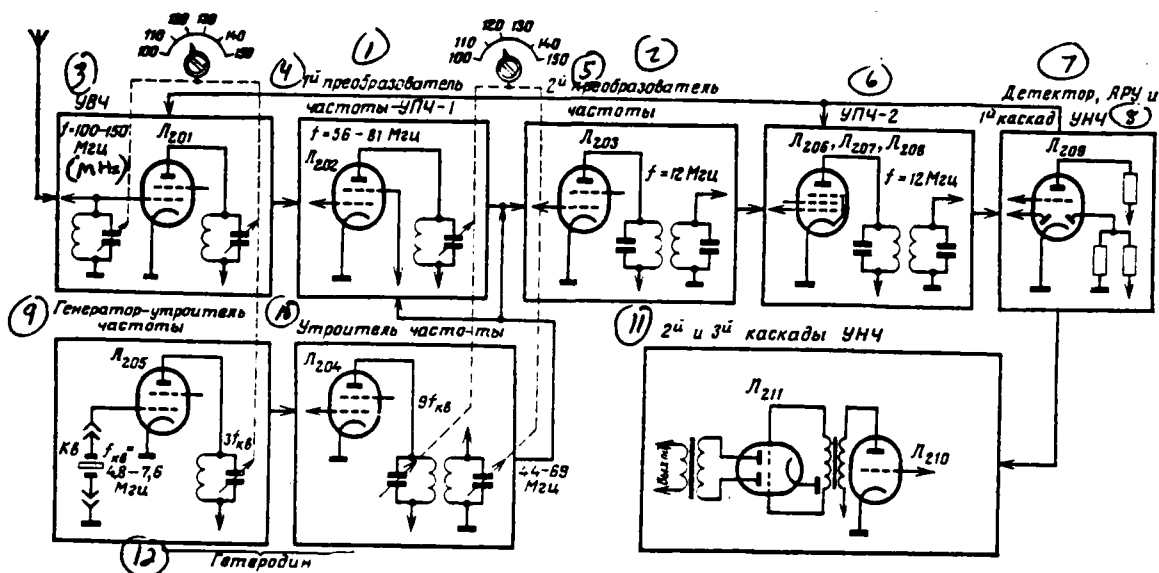 100 110 120 130 140 150
100 110 120 130 140 150
1
2
3
4
5
6
7
8
УВЧ
1й преобразователь
частоты-УПЧ-1
2й преобразователь
частоты
УПЧ-2
Детектор, АРУ и
1й каскад УНЧ
f=100-150
Мгц
(MHz)
Л201
f = 56-81 Мгц
Л202
Л203
f = 12 Мгц
Л206, Л207, Л208
f = 12 Мгц
Л209
9
Генератор-утроитель
частоты
10
Утроитель частоты
11
2й и 3й каскады УНЧ
Л205
Кв
fкв=
4,8-7,6
Мгц
3fкв
Л204
9fкв
44-69
Мгц
Л211
Л210
12
Гетеродин